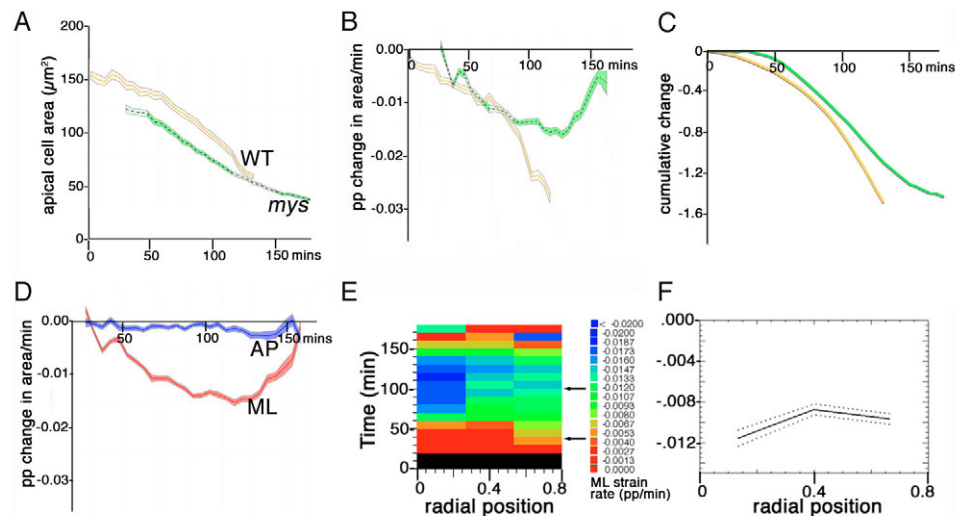 A
200
150
100
50
0
apical cell area (µm²)
0
50
100
150 mins
WT
mys
B
0.00
-0.01
-0.02
-0.03
pp change in area/min
50
100
150 mins
C
0
-0.4
-0.8
-1.2
-1.6
cumulative change
50
100
150 mins
D
0.00
-0.01
-0.02
-0.03
pp change in area/min
50
100
150
mins
AP
ML
E
150
100
50
0
Time (min)
0
0.4
0.8
radial position
< -0.0200
-0.0200
-0.0187
-0.0173
-0.0160
-0.0147
-0.0133
-0.0120
-0.0107
-0.0093
-0.0080
-0.0067
-0.0053
-0.0040
-0.0027
-0.0013
0.0000
ML strain
rate (pp/min)
F
.000
-.004
-.008
-.012
0
0.4
0.8
radial position